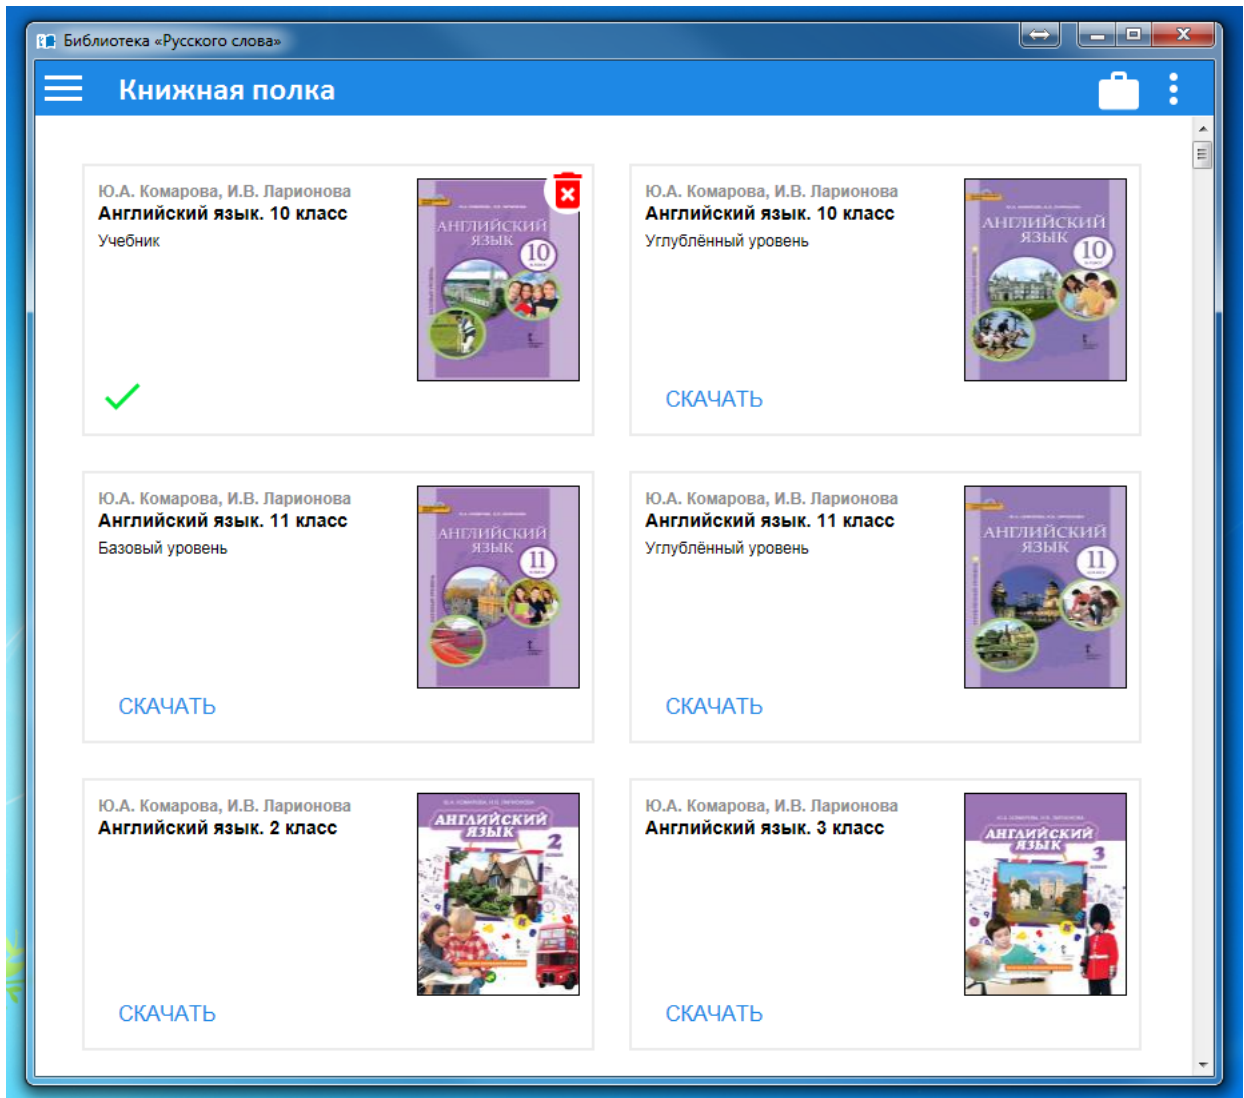 Библиотека «Русского слова»
Книжная полка
Ю.А. Комарова, И.В. Ларионова
Английский язык. 10 класс
Учебник
АНГЛИЙСКИЙ
ЯЗЫК
10
Ю.А. Комарова, И.В. Ларионова
Английский язык. 10 класс
Углублённый уровень
АНГЛИЙСКИЙ
ЯЗЫК
10
СКАЧАТЬ
Ю.А. Комарова, И.В. Ларионова
Английский язык. 11 класс
Базовый уровень
АНГЛИЙСКИЙ
ЯЗЫК
11
СКАЧАТЬ
Ю.А. Комарова, И.В. Ларионова
Английский язык. 11 класс
Углублённый уровень
АНГЛИЙСКИЙ
ЯЗЫК
11
СКАЧАТЬ
Ю.А. Комарова, И.В. Ларионова
Английский язык. 2 класс
АНГЛИЙСКИЙ
ЯЗЫК
2
СКАЧАТЬ
Ю.А. Комарова, И.В. Ларионова
Английский язык. 3 класс
АНГЛИЙСКИЙ
ЯЗЫК
3
СКАЧАТЬ